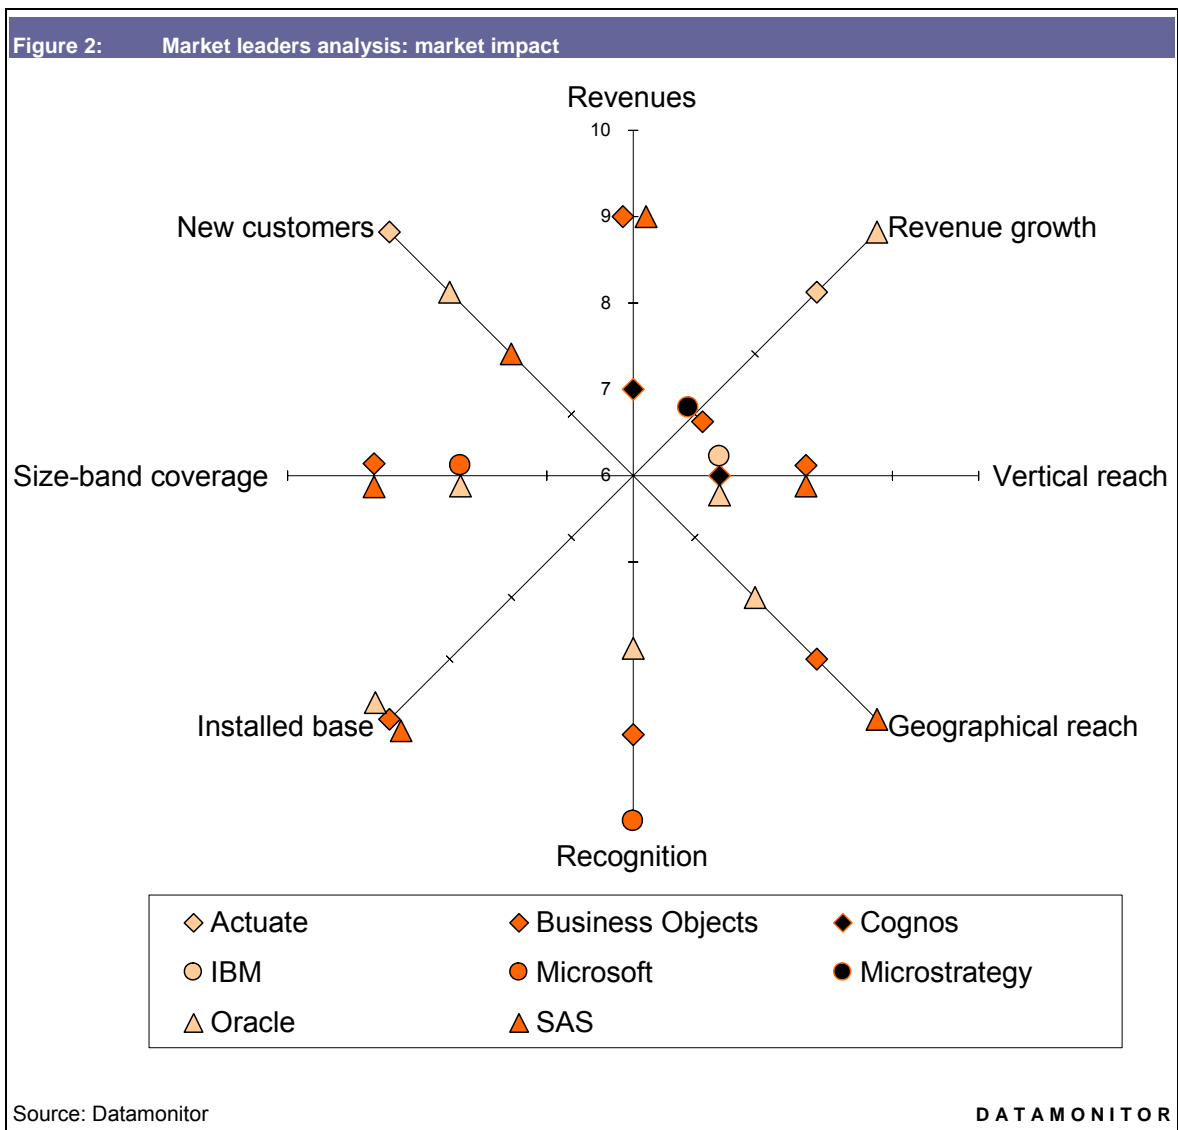 Figure 2: Market leaders analysis: market impact
Revenues
10
9
New customers
Revenue growth
8
7
Size-band coverage
6
Vertical reach
Installed base
Geographical reach
Recognition
Actuate Business Objects Cognos
IBM Microsoft Microstrategy
Oracle SAS
Source: Datamonitor
DATAMONITOR